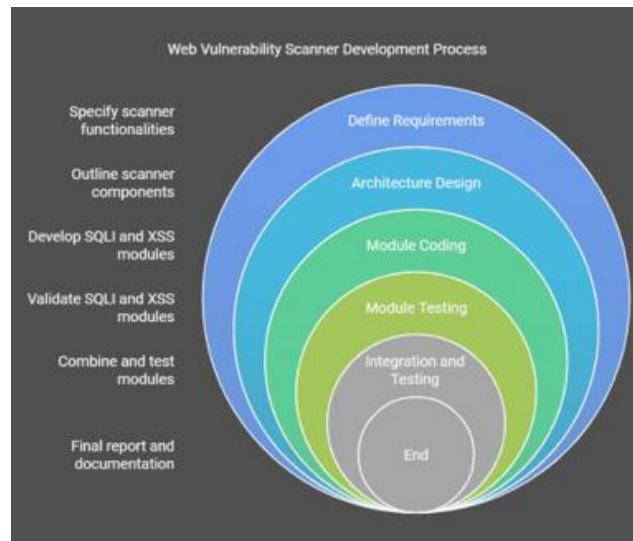 Web Vulnerability Scanner Development Process
Specify scanner
functionalities
Define Requirements
Outline scanner
components
Architecture Design
Develop SQLI and XSS
modules
Module Coding
Validate SQLI and XSS
modules
Module Testing
Combine and test
modules
Integration and
Testing
Final report and
documentation
End